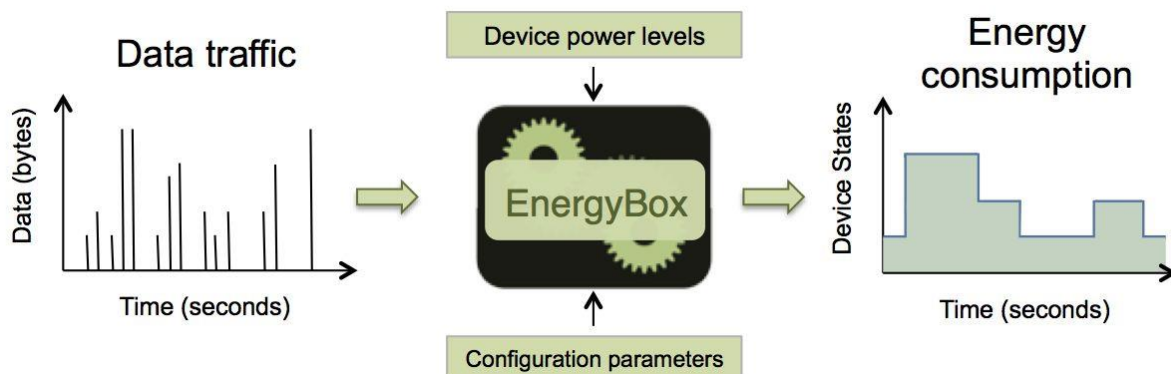 Data traffic
Data (bytes)
Time (seconds)
Device power levels
EnergyBox
Configuration parameters
Energy
consumption
Device States
Time (seconds)